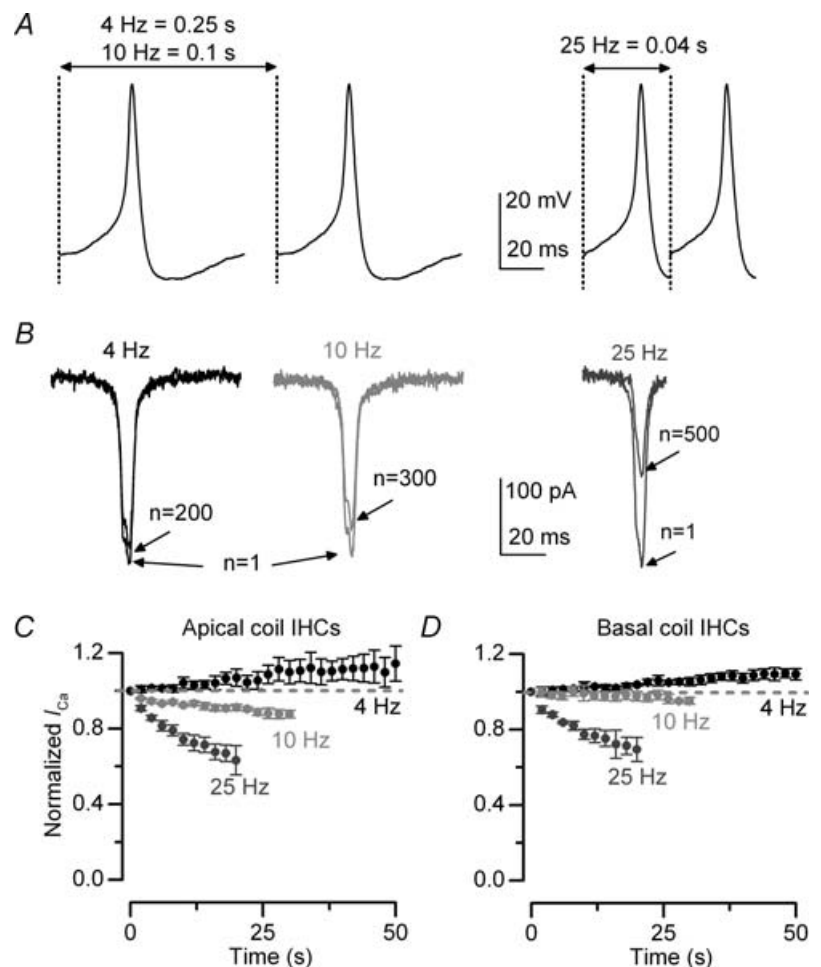 A
4 Hz = 0.25 s
10 Hz = 0.1 s
25 Hz = 0.04 s
20 mV
20 ms
B
4 Hz
10 Hz
25 Hz
n=200
n=300
n=1
n=500
n=1
100 pA
20 ms
C Apical coil IHCs
D Basal coil IHCs
Normalized I_Ca
1.2
0.8
0.4
0.0
4 Hz
10 Hz
25 Hz
0 25 50
Time (s)
1.2
0.8
0.4
0.0
4 Hz
10 Hz
25 Hz
0 25 50
Time (s)